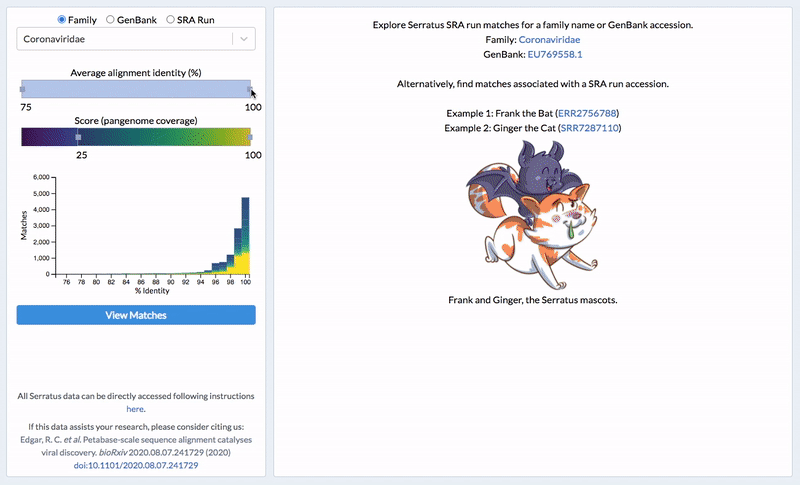 Family GenBank SRA Run
Coronaviridae
Average alignment identity (%)
75 100
Score (pangenome coverage)
25 100
Matches
6,000
5,000
4,000
3,000
2,000
1,000
0
76 78 80 82 84 86 88 90 92 94 96 98 100
% Identity
View Matches
All Serratus data can be directly accessed following instructions
here.
If this data assists your research, please consider citing us:
Edgar, R. C. et al. Petabase-scale sequence alignment catalyses
viral discovery. bioRxiv 2020.08.07.241729 (2020)
doi:10.1101/2020.08.07.241729
Explore Serratus SRA run matches for a family name or GenBank accession.
Family: Coronaviridae
GenBank: EU769558.1
Alternatively, find matches associated with a SRA run accession.
Example 1: Frank the Bat (ERR2756788)
Example 2: Ginger the Cat (SRR7287110)
Frank and Ginger, the Serratus mascots.